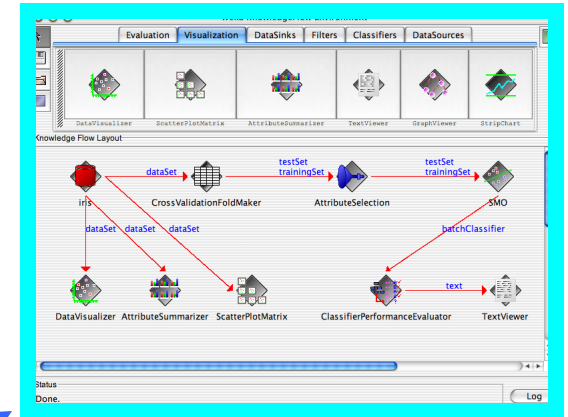 Evaluation Visualization DataSinks Filters Classifiers DataSources
DataVisualizer ScatterPlotMatrix AttributeSummarizer TextViewer GraphViewer StripChart
Knowledge Flow Layout
dataSet
testSet
trainingSet
testSet
trainingSet
iris CrossValidationFoldMaker AttributeSelection SMO
dataSet dataSet dataSet batchClassifier
text
DataVisualizer AttributeSummarizer ScatterPlotMatrix ClassifierPerformanceEvaluator TextViewer
Status
Done.
Log